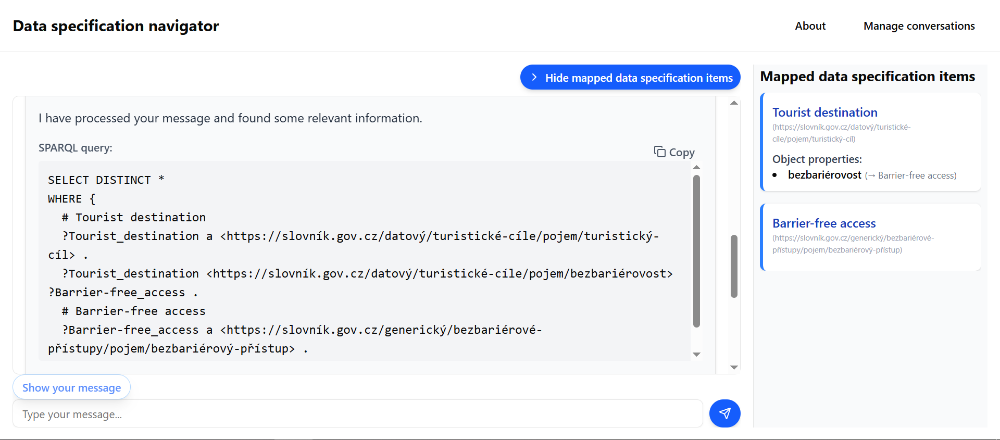 Data specification navigator
About
Manage conversations
Hide mapped data specification items
I have processed your message and found some relevant information.
SPARQL query:
Copy
SELECT DISTINCT *
WHERE {
# Tourist destination
?Tourist_destination a <https://slovník.gov.cz/datový/turistické-cíle/pojem/turistický-
cíl> .
?Tourist_destination <https://slovník.gov.cz/datový/turistické-cíle/pojem/bezbariérovost>
?Barrier-free_access .
# Barrier-free access
?Barrier-free_access a <https://slovník.gov.cz/generický/bezbariérové-
přístupy/pojem/bezbariérový-přístup> .
Show your message
Type your message...
Mapped data specification items
Tourist destination
(https://slovník.gov.cz/datový/turistické-
cíle/pojem/turistický-cíl)
Object properties:
• bezbariérovost (→ Barrier-free access)
Barrier-free access
(https://slovník.gov.cz/generický/bezbariérové-
přístupy/pojem/bezbariérový-přístup)